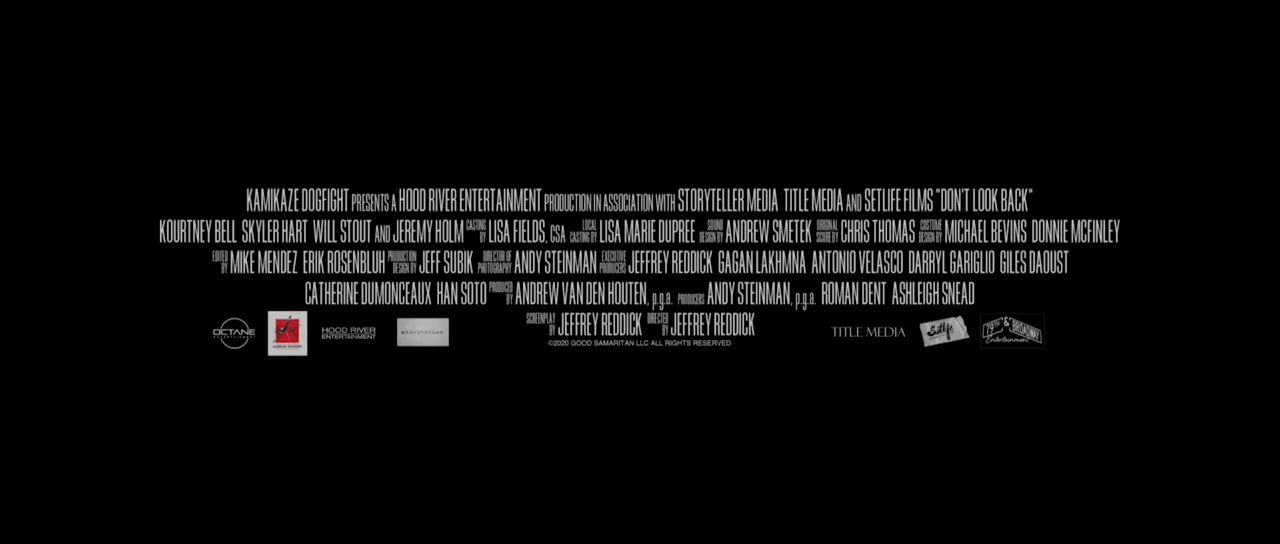 KAMIKAZE DOGFIGHT PRESENTS A HOOD RIVER ENTERTAINMENT PRODUCTION IN ASSOCIATION WITH STORYTELLER MEDIA TITLE MEDIA AND SETLIFE FILMS "DON'T LOOK BACK"
KOURTNEY BELL SKYLER HART WILL STOUT AND JEREMY HOLM CASTING BY LISA FIELDS, CSA LOCAL CASTING BY LISA MARIE DUPREE SOUND DESIGN BY ANDREW SMETEK ORIGINAL SCORE BY CHRIS THOMAS COSTUME DESIGN BY MICHAEL BEVINS DONNIE MCFINLEY
EDITED BY MIKE MENDEZ ERIK ROSENBLUH PRODUCTION DESIGN BY JEFF SUBIK DIRECTOR OF PHOTOGRAPHY ANDY STEINMAN EXECUTIVE PRODUCERS JEFFREY REDDICK GAGAN LAKHMNA ANTONIO VELASCO DARRYL GARIGLIO GILES DAOUST
CATHERINE DUMONCEAUX HAN SOTO PRODUCED BY ANDREW VAN DEN HOUTEN, p.g.a. PRODUCERS ANDY STEINMAN, p.g.a. ROMAN DENT ASHLEIGH SNEAD
SCREENPLAY BY JEFFREY REDDICK DIRECTED BY JEFFREY REDDICK
©2020 GOOD SAMARITAN LLC ALL RIGHTS RESERVED
OCTANE ENTERTAINMENT
HOOD RIVER ENTERTAINMENT
storyteller
TITLE MEDIA
Setlife
79TH & BROADWAY Entertainment